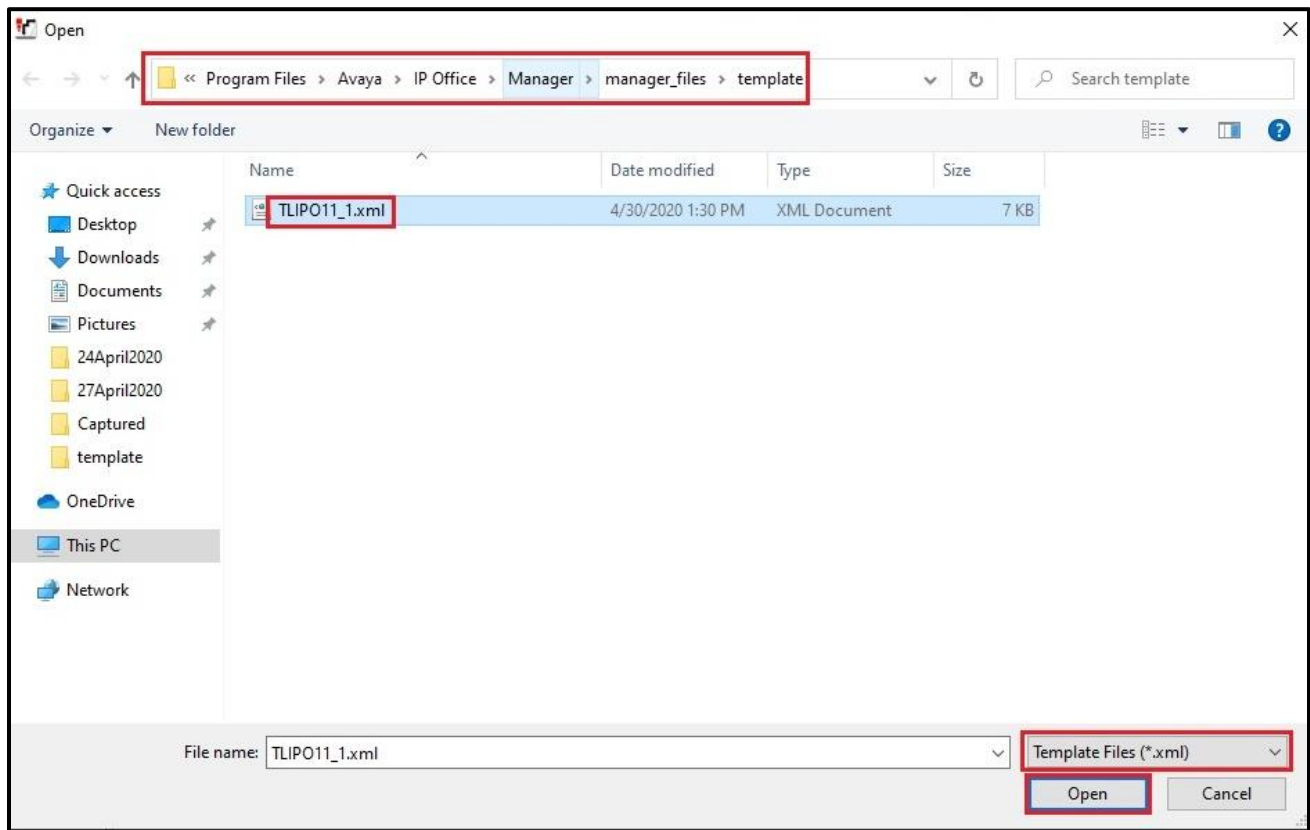 Open
« Program Files > Avaya > IP Office > Manager > manager_files > template
Search template
Organize
New folder
Name
Date modified
Type
Size
TLIPO11_1.xml
4/30/2020 1:30 PM
XML Document
7 KB
Quick access
Desktop
Downloads
Documents
Pictures
24April2020
27April2020
Captured
template
OneDrive
This PC
Network
File name:
TLIPO11_1.xml
Template Files (*.xml)
Open
Cancel